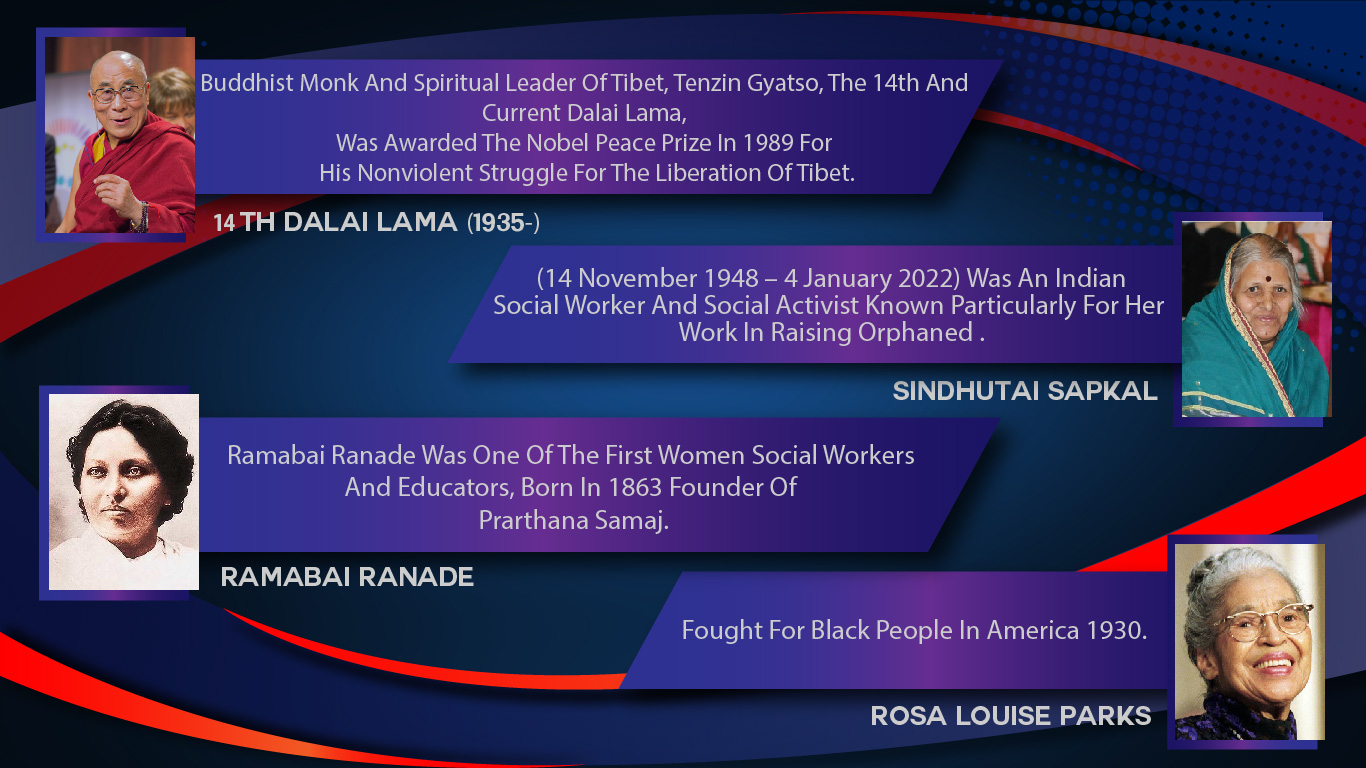 Buddhist Monk And Spiritual Leader Of Tibet, Tenzin Gyatso, The 14th And
Current Dalai Lama,
Was Awarded The Nobel Peace Prize In 1989 For
His Nonviolent Struggle For The Liberation Of Tibet.
14 TH DALAI LAMA (1935-)
(14 November 1948 – 4 January 2022) Was An Indian
Social Worker And Social Activist Known Particularly For Her
Work In Raising Orphaned .
SINDHUTAI SAPKAL
Ramabai Ranade Was One Of The First Women Social Workers
And Educators, Born In 1863 Founder Of
Prarthana Samaj.
RAMABAI RANADE
Fought For Black People In America 1930.
ROSA LOUISE PARKS